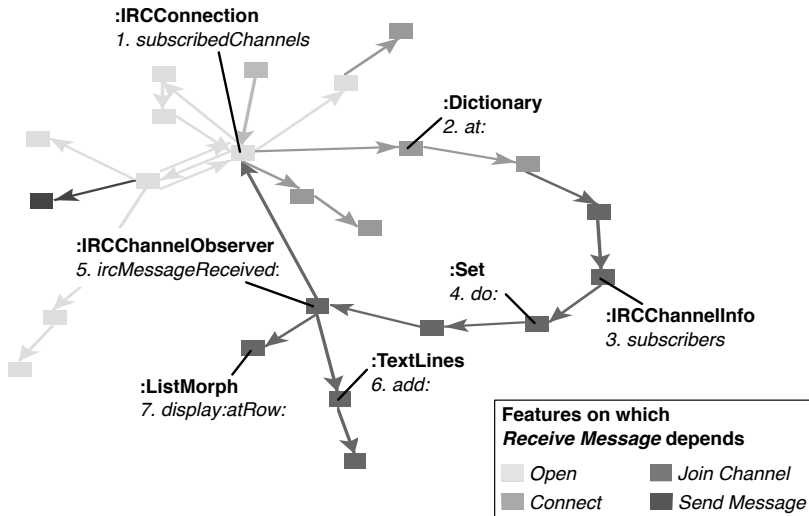 :IRCConnection
1. subscribedChannels
:Dictionary
2. at:
:IRCChannelObserver
5. ircMessageReceived:
:Set
4. do:
:IRCChannelInfo
3. subscribers
:ListMorph
7. display:atRow:
:TextLines
6. add:
Features on which
Receive Message depends
Open
Join Channel
Connect
Send Message